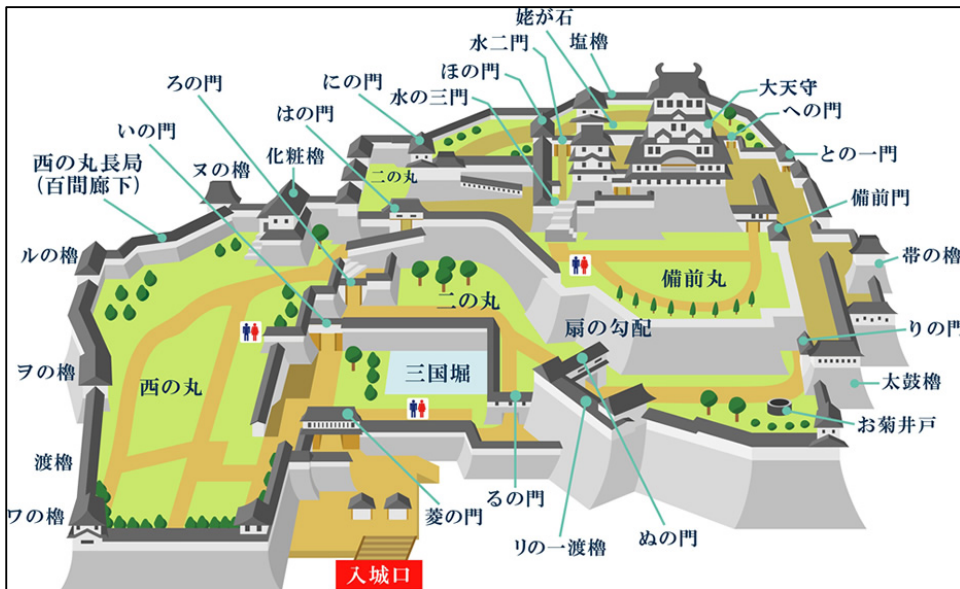 姥が石
水二門
塩櫓
ほの門
大天守
にの門
水の三門
への門
ろの門
はの門
いの門
との一門
西の丸長局
(百間廊下)
ヌの櫓
化粧櫓
二の丸
備前門
ルの櫓
帯の櫓
備前丸
二の丸
扇の勾配
りの門
ヲの櫓
三国堀
西の丸
太鼓櫓
お菊井戸
渡櫓
るの門
菱の門
ぬの門
ワの櫓
リの一渡櫓
入城口